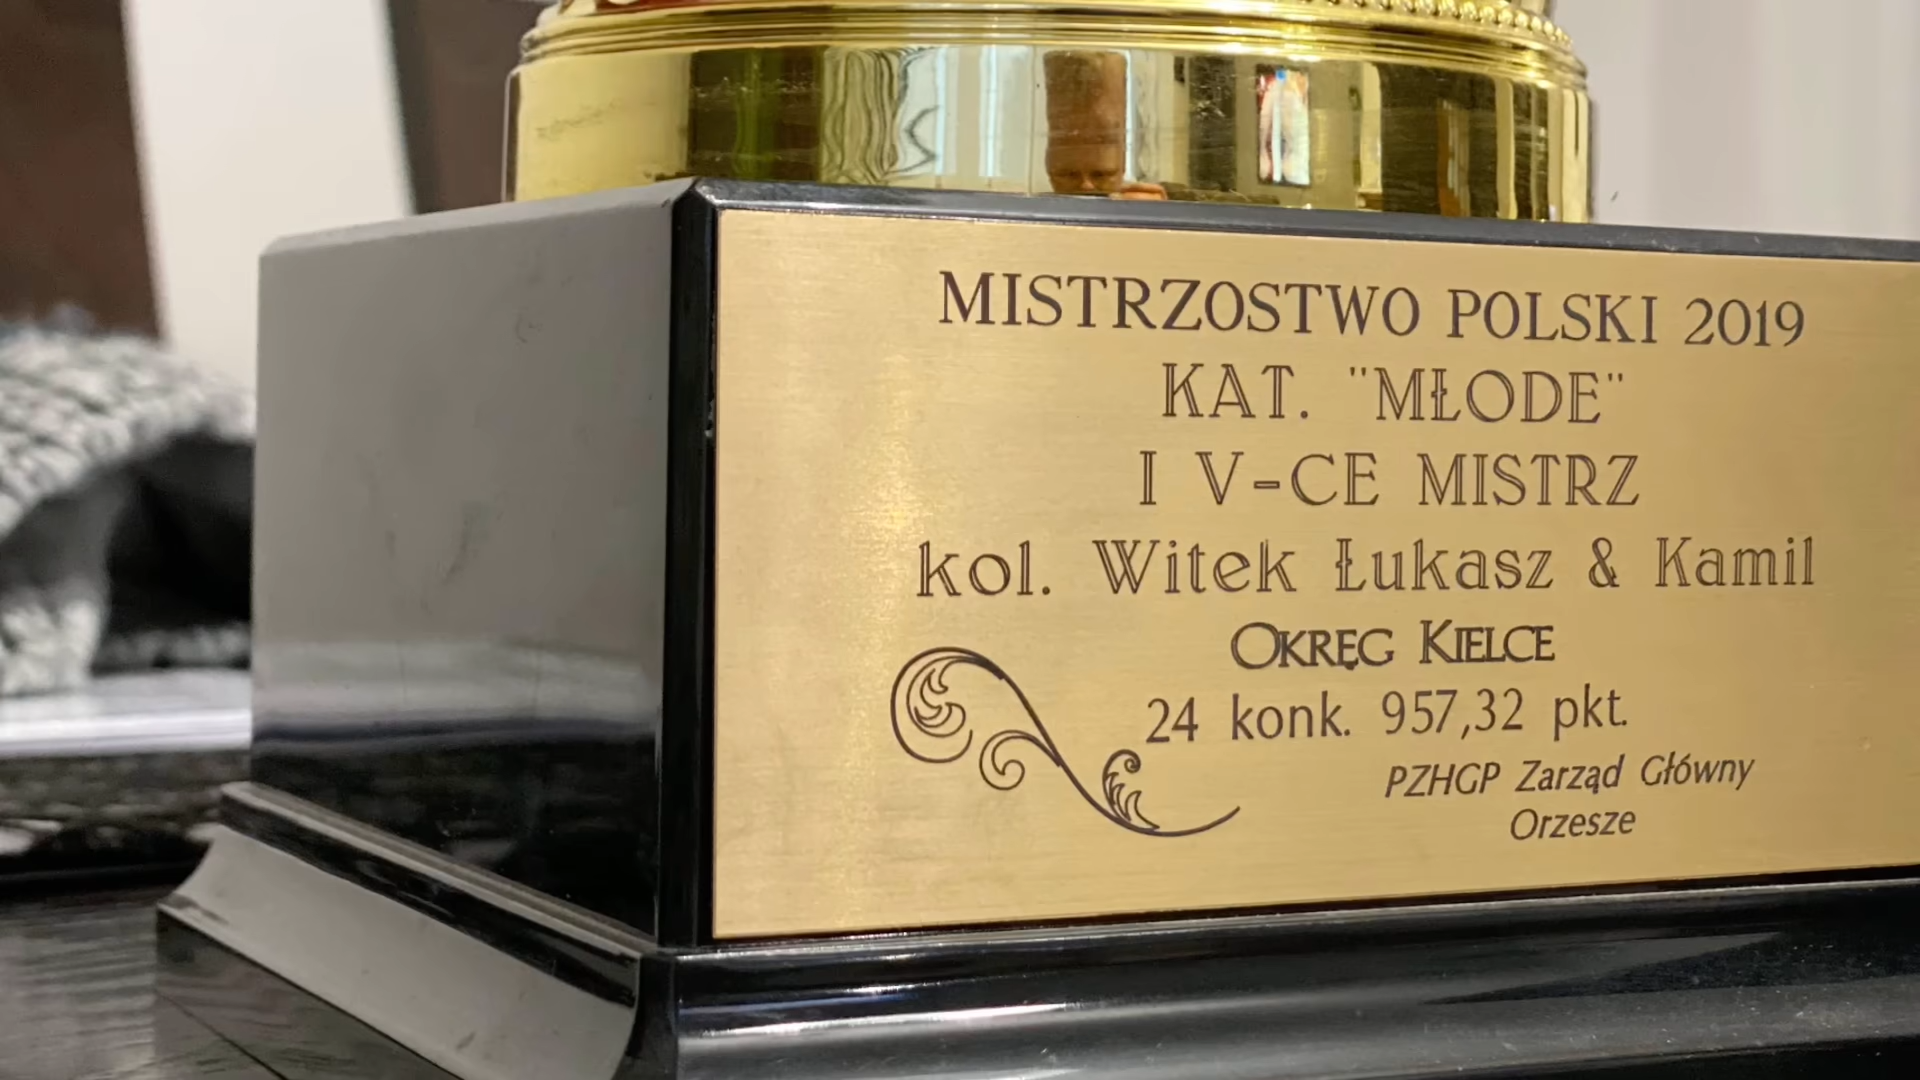 MISTRZOSTWO POLSKI 2019
KAT. "MŁODE"
I V-CE MISTRZ
kol. Witek Łukasz & Kamil
OKRĘG KIELCE
24 konk. 957,32 pkt.
PZHGP Zarząd Główny
Orzesze